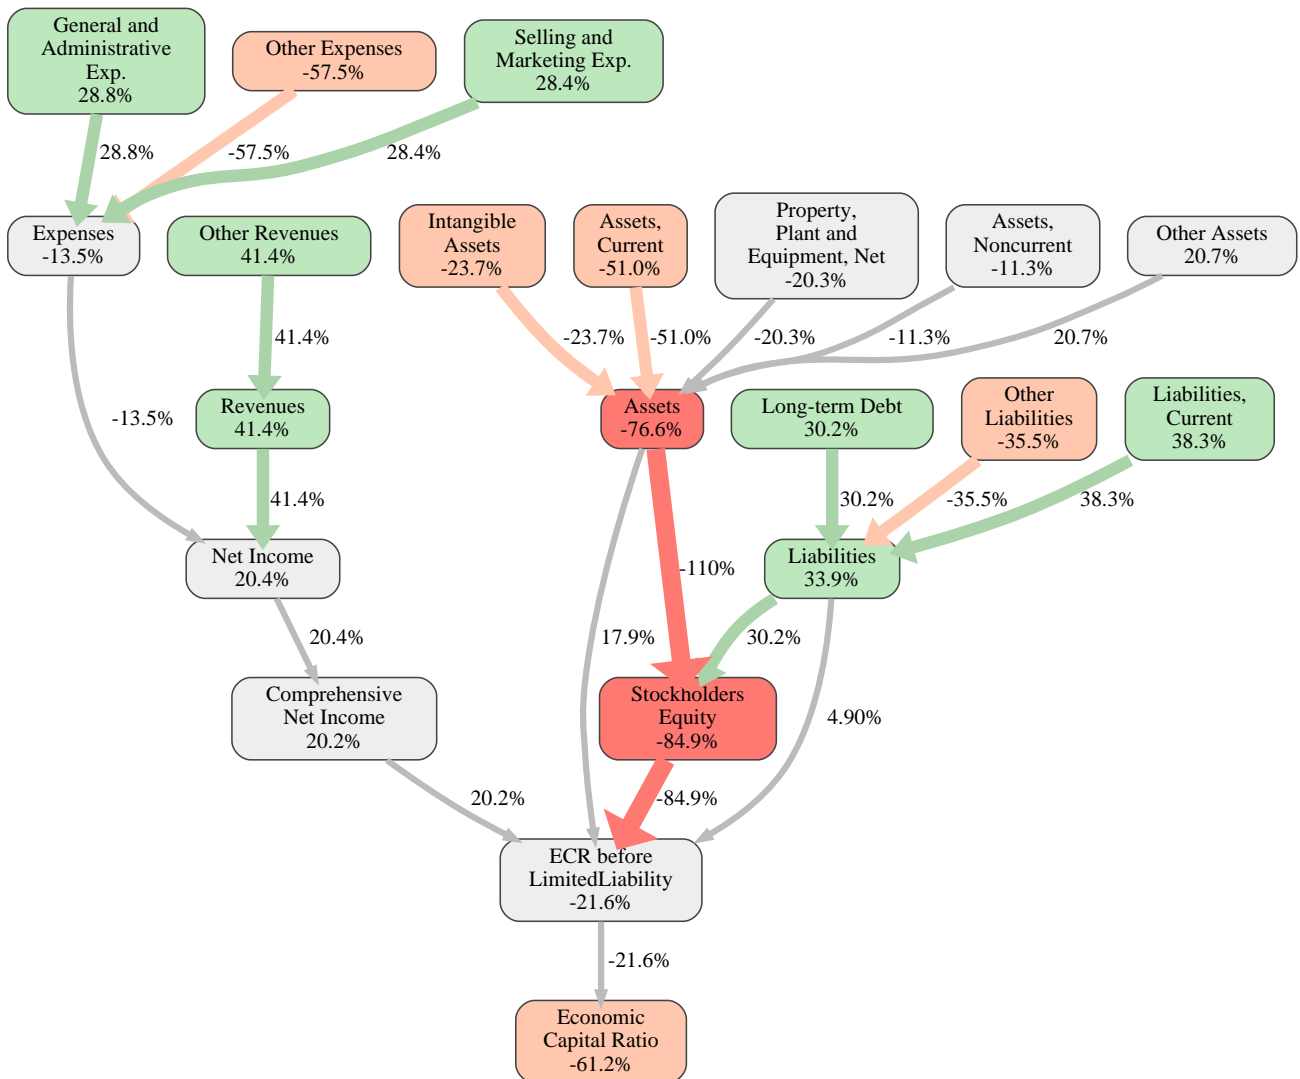 General and
Administrative
Exp.
28.8%
Other Expenses
-57.5%
Selling and
Marketing Exp.
28.4%
28.8%
-57.5%
28.4%
Expenses
-13.5%
Other Revenues
41.4%
Intangible
Assets
-23.7%
Assets,
Current
-51.0%
Property,
Plant and
Equipment, Net
-20.3%
Assets,
Noncurrent
-11.3%
Other Assets
20.7%
41.4%
-23.7%
-51.0%
-20.3%
-11.3%
20.7%
-13.5%
Revenues
41.4%
Assets
-76.6%
Long-term Debt
30.2%
Other
Liabilities
-35.5%
Liabilities,
Current
38.3%
41.4%
30.2%
-35.5%
38.3%
Net Income
20.4%
-110%
Liabilities
33.9%
20.4%
17.9%
30.2%
Comprehensive
Net Income
20.2%
Stockholders
Equity
-84.9%
4.90%
20.2%
-84.9%
ECR before
LimitedLiability
-21.6%
-21.6%
Economic
Capital Ratio
-61.2%